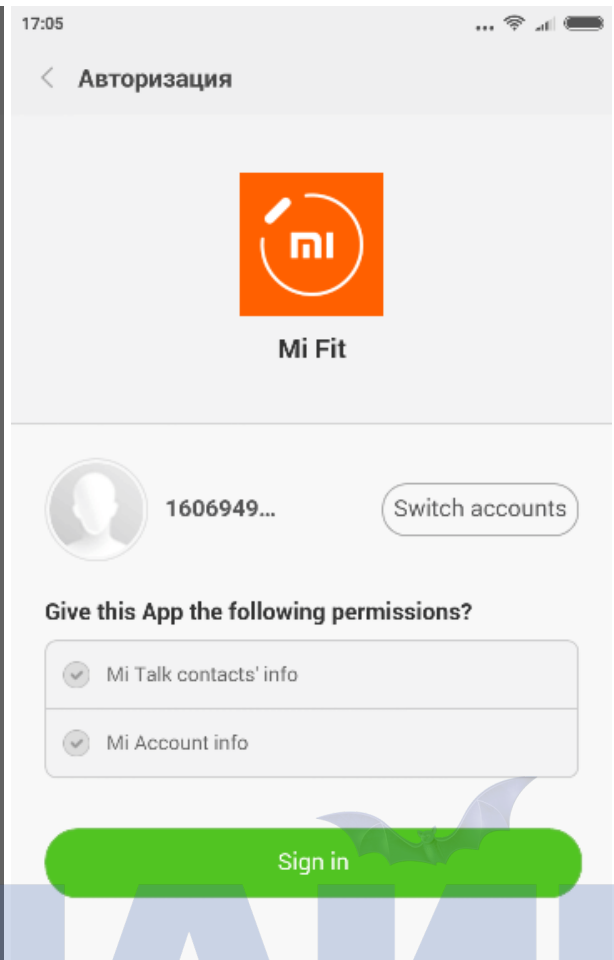 17:05
Авторизация
mi
Mi Fit
1606949...
Switch accounts
Give this App the following permissions?
Mi Talk contacts' info
Mi Account info
Sign in